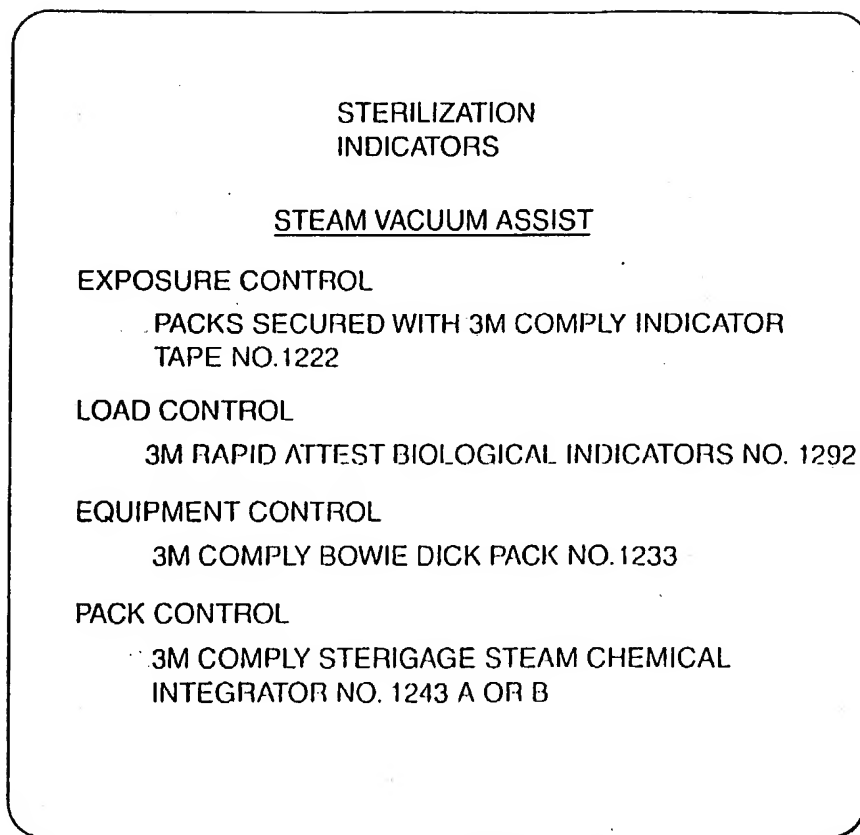 STERILIZATION
INDICATORS
STEAM VACUUM ASSIST
EXPOSURE CONTROL
PACKS SECURED WITH 3M COMPLY INDICATOR
TAPE NO.1222
LOAD CONTROL
3M RAPID ATTEST BIOLOGICAL INDICATORS NO. 1292
EQUIPMENT CONTROL
3M COMPLY BOWIE DICK PACK NO.1233
PACK CONTROL
3M COMPLY STERIGAGE STEAM CHEMICAL
INTEGRATOR NO. 1243 A OR B